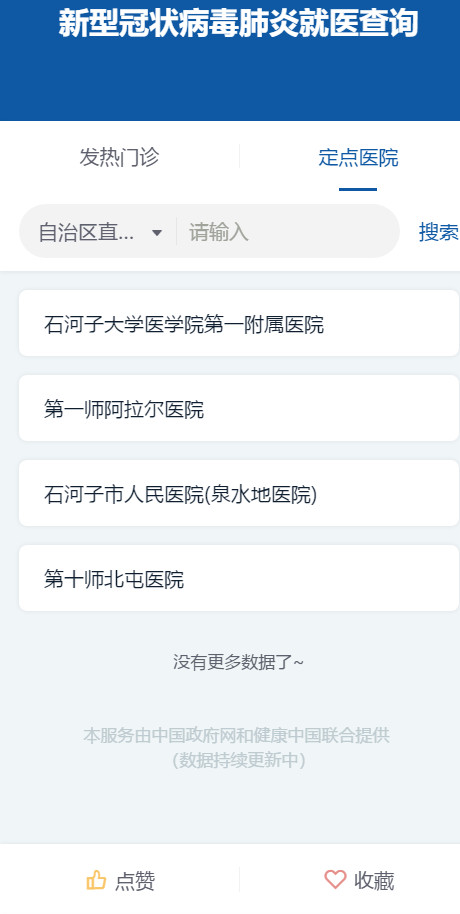 新型冠状病毒肺炎就医查询
发热门诊
定点医院
自治区直...
请输入
搜索
石河子大学医学院第一附属医院
第一师阿拉尔医院
石河子市人民医院(泉水地医院)
第十师北屯医院
没有更多数据了~
本服务由中国政府网和健康中国联合提供
(数据持续更新中)
点赞
收藏